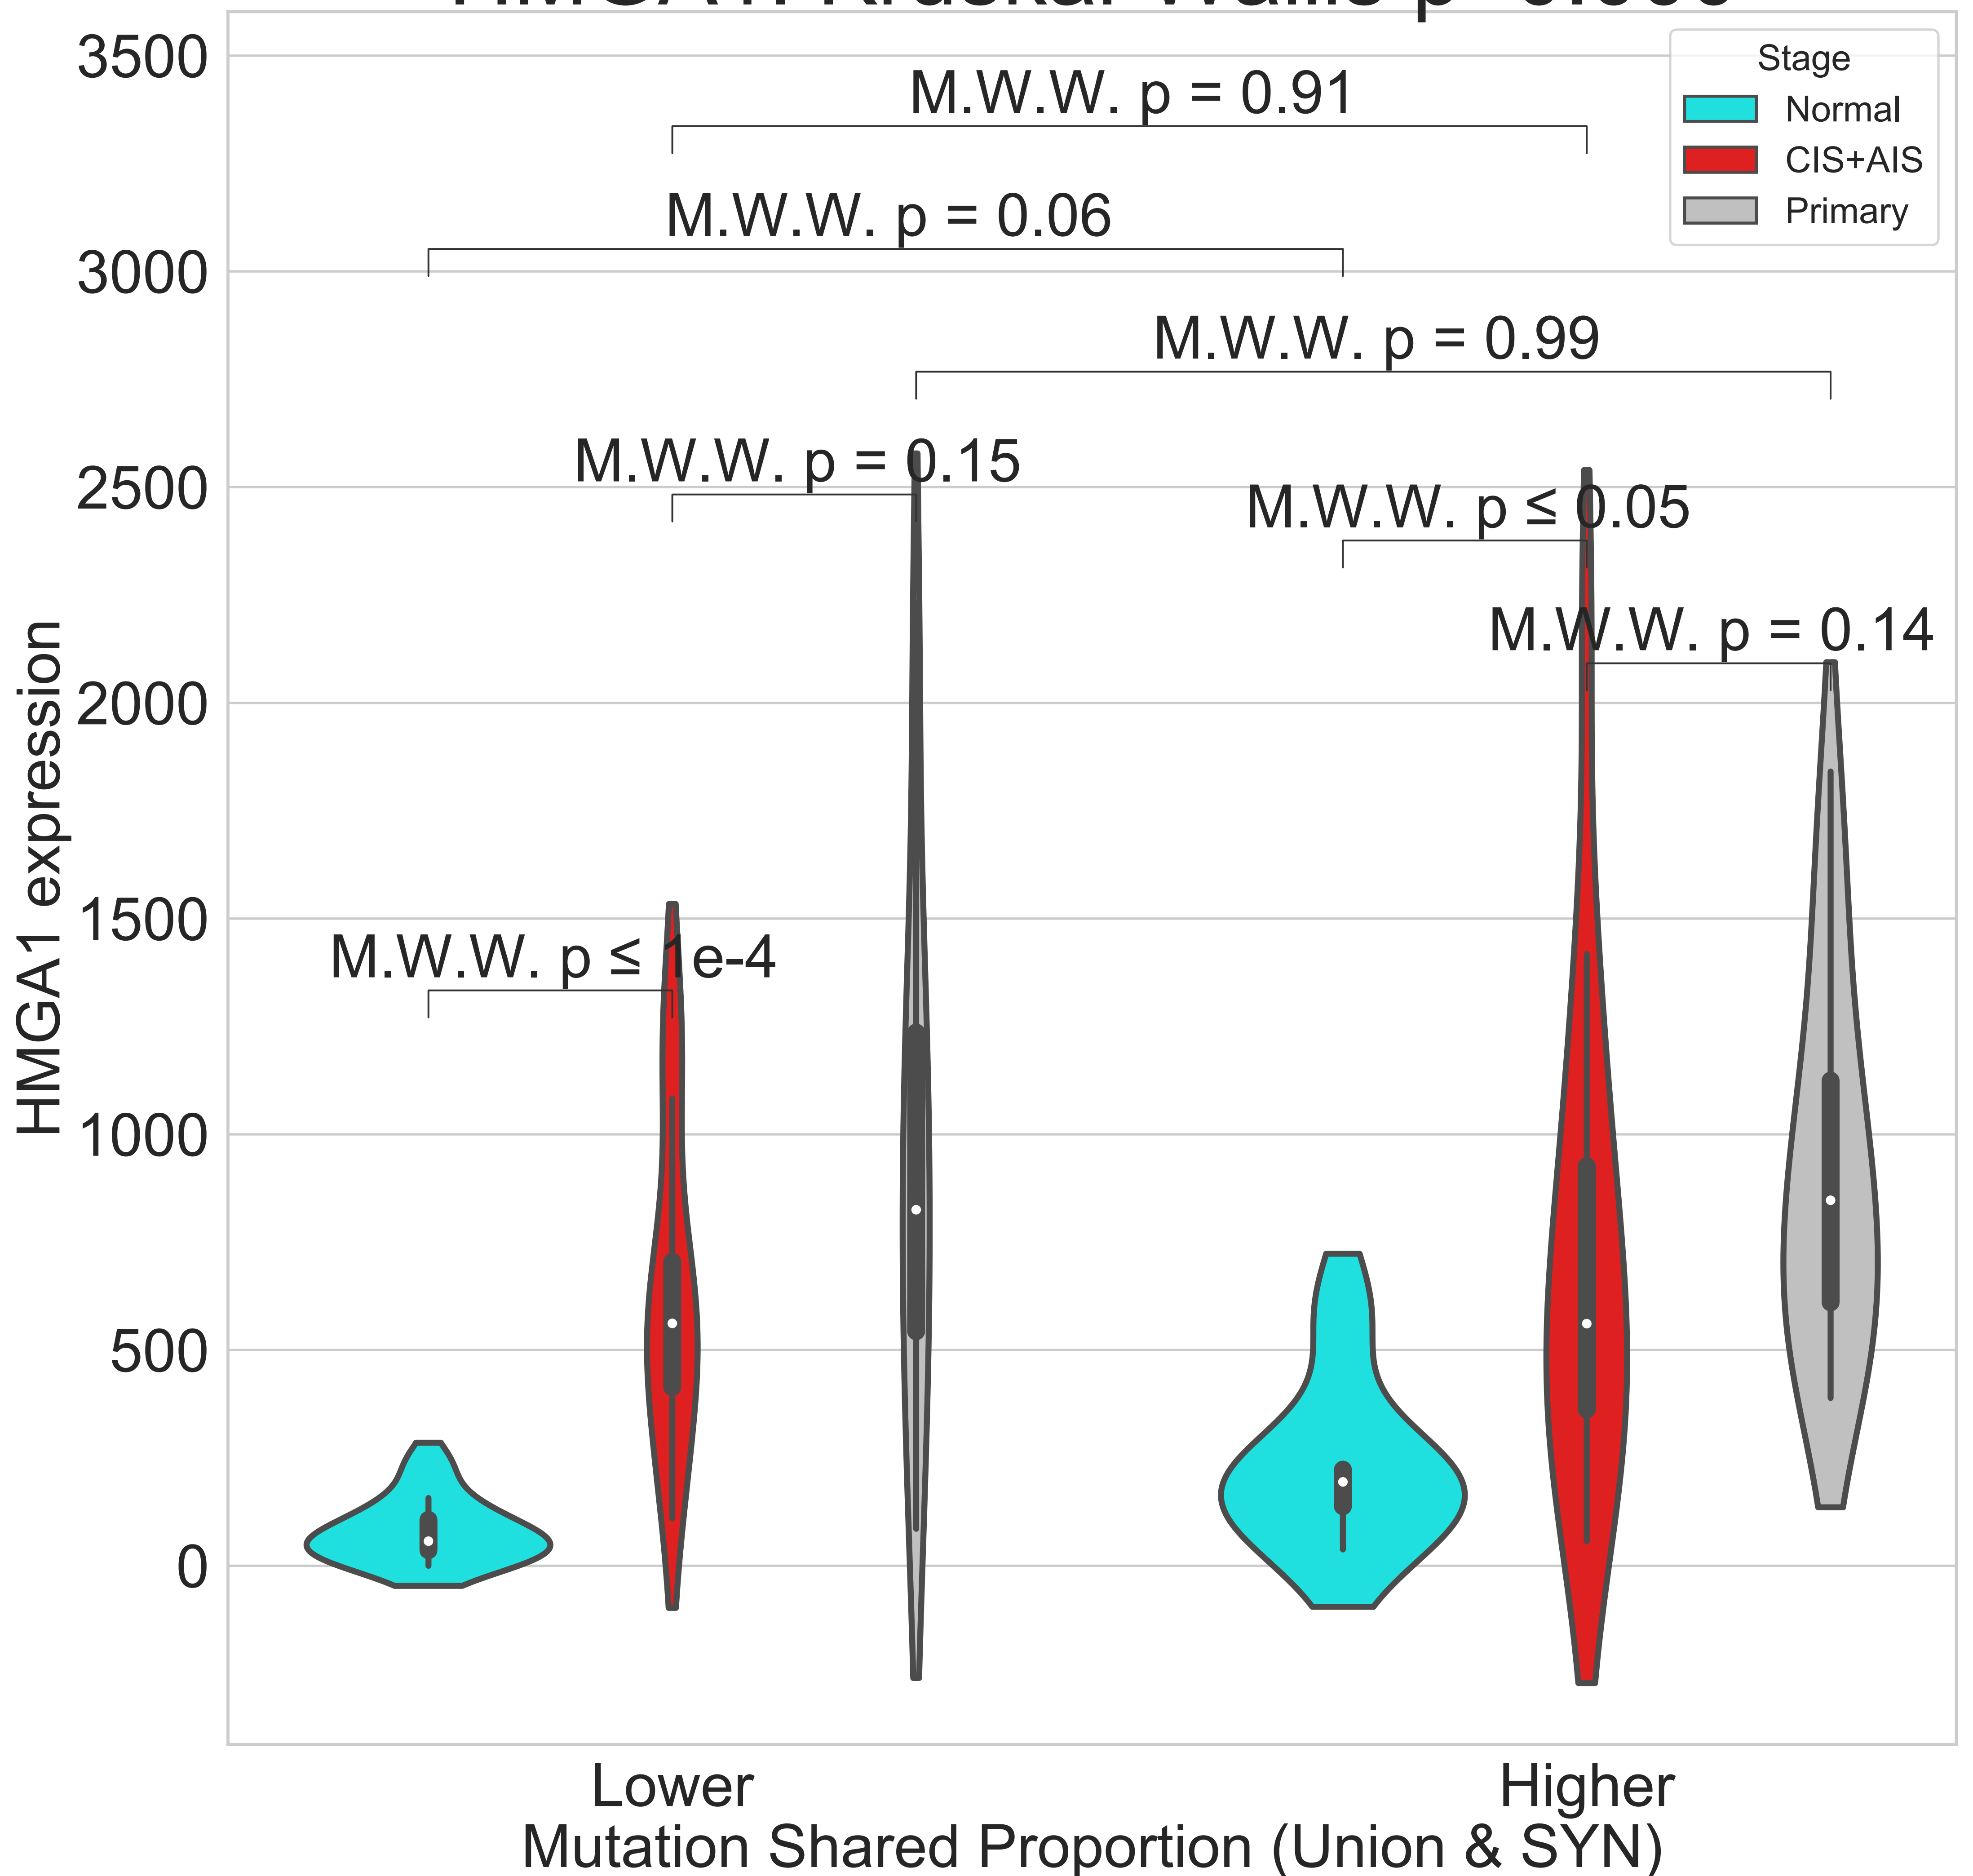 3500
3000
2500
2000
1500
1000
500
0
HMGA1 expression
M.W.W. p = 0.91
M.W.W. p = 0.06
M.W.W. p = 0.99
M.W.W. p = 0.15
M.W.W. p ≤ 0.05
M.W.W. p = 0.14
M.W.W. p ≤ 1e-4
Stage
Normal
CIS+AIS
Primary
Lower
Higher
Mutation Shared Proportion (Union & SYN)